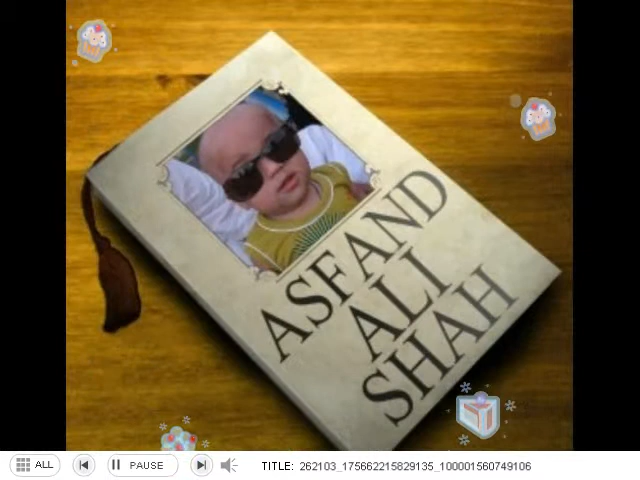 ASFAND
ALI
SHAH
ALL
PAUSE
TITLE: 262103_175662215829135_100001560749106